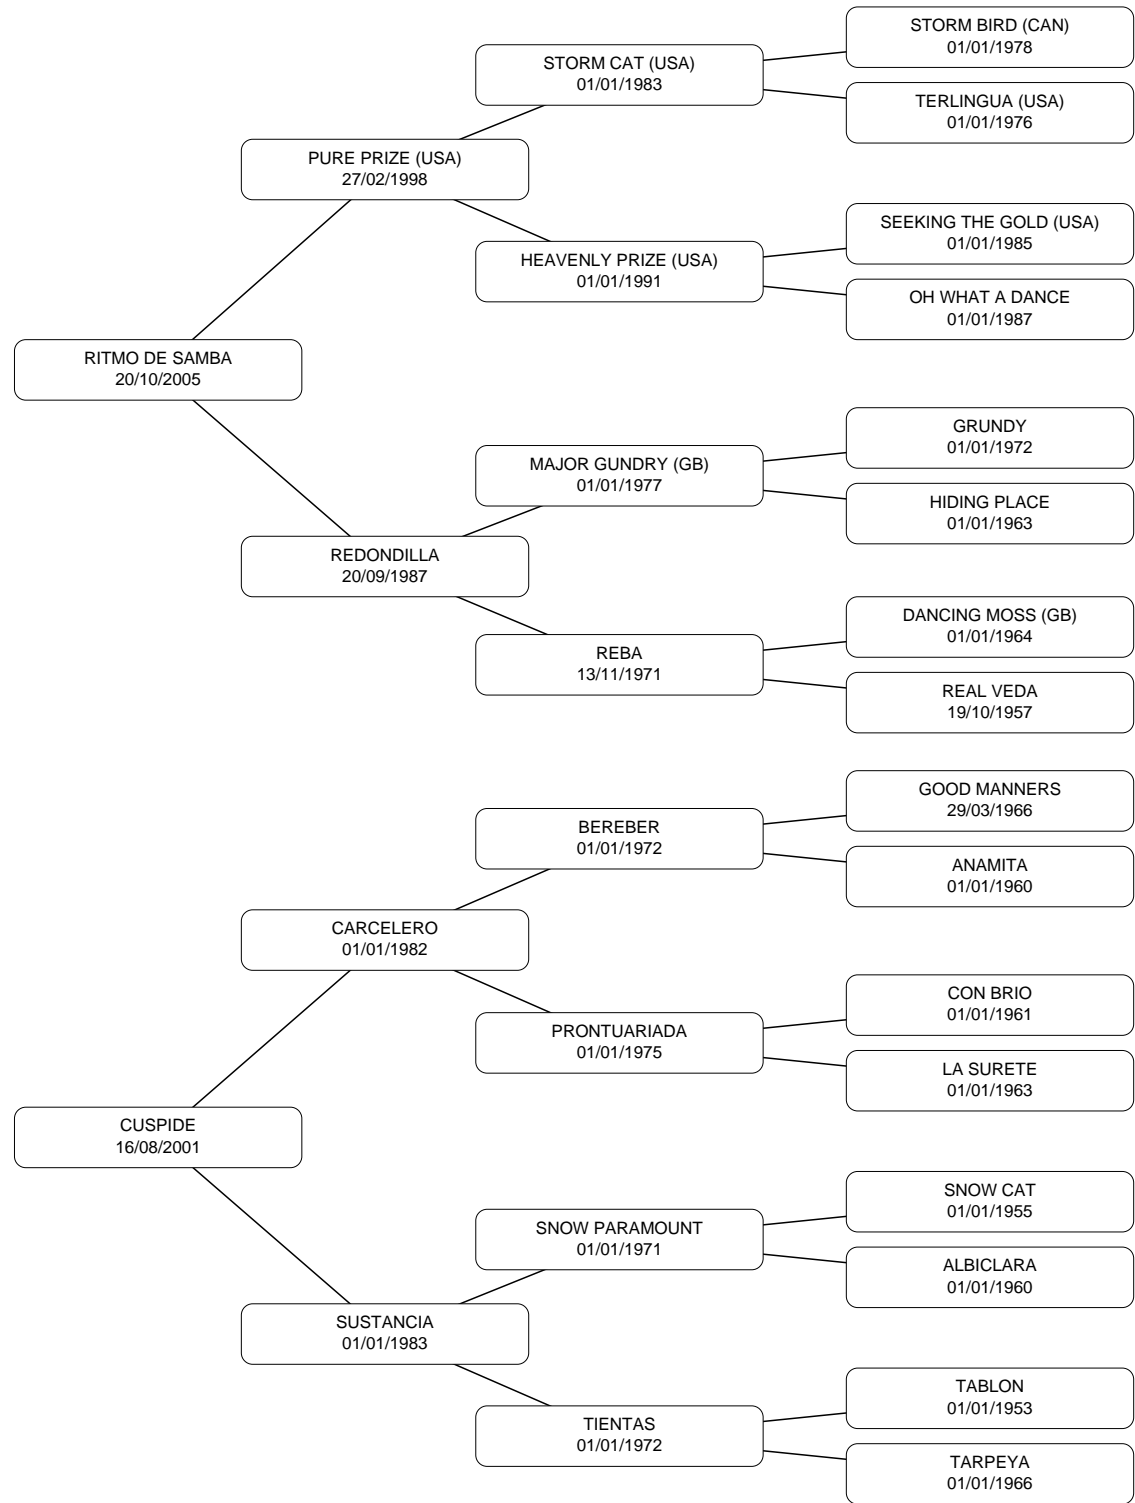 STORM BIRD (CAN)
01/01/1978
STORM CAT (USA)
01/01/1983
TERLINGUA (USA)
01/01/1976
PURE PRIZE (USA)
27/02/1998
SEEKING THE GOLD (USA)
01/01/1985
HEAVENLY PRIZE (USA)
01/01/1991
OH WHAT A DANCE
01/01/1987
RITMO DE SAMBA
20/10/2005
GRUNDY
01/01/1972
MAJOR GUNDRY (GB)
01/01/1977
HIDING PLACE
01/01/1963
REDONDILLA
20/09/1987
DANCING MOSS (GB)
01/01/1964
REBA
13/11/1971
REAL VEDA
19/10/1957
GOOD MANNERS
29/03/1966
BEREBER
01/01/1972
ANAMITA
01/01/1960
CARCELERO
01/01/1982
CON BRIO
01/01/1961
PRONTUARIADA
01/01/1975
LA SURETE
01/01/1963
CUSPIDE
16/08/2001
SNOW CAT
01/01/1955
SNOW PARAMOUNT
01/01/1971
ALBICLARA
01/01/1960
SUSTANCIA
01/01/1983
TABLON
01/01/1953
TIENTAS
01/01/1972
TARPEYA
01/01/1966